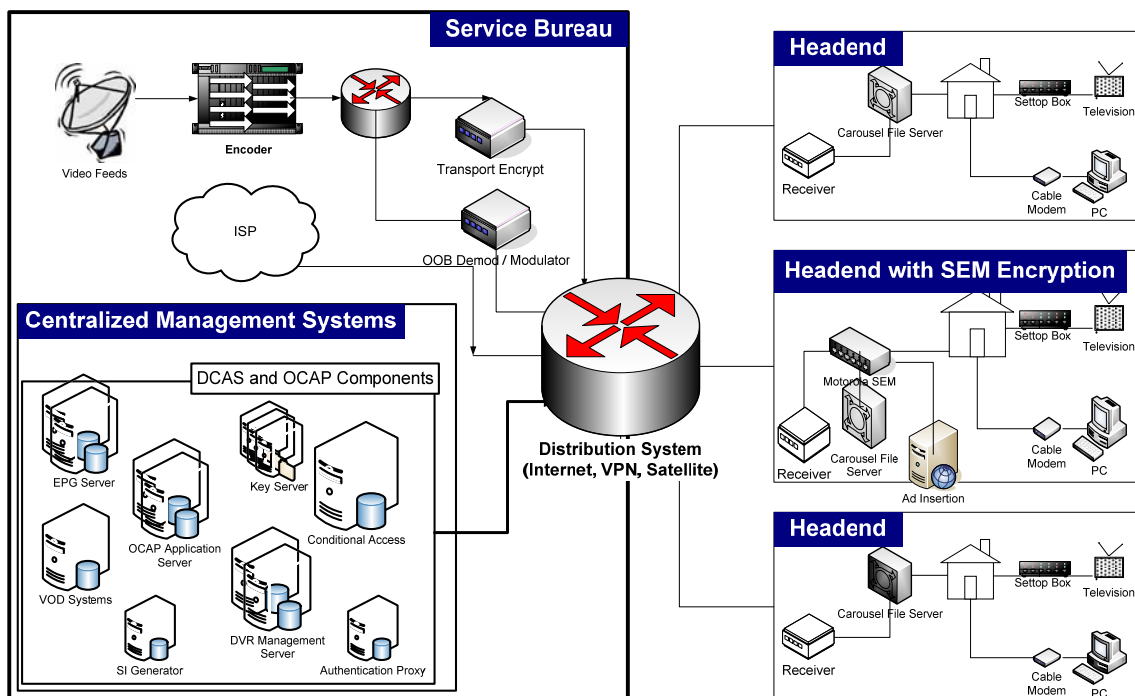 Service Bureau
Video Feeds
Encoder
Transport Encrypt
ISP
OOB Demod / Modulator
Centralized Management Systems
DCAS and OCAP Components
EPG Server
Key Server
OCAP Application
Server
Conditional Access
VOD Systems
DVR Management
Server
SI Generator
Authentication Proxy
Distribution System
(Internet, VPN, Satellite)
Headend
Carousel File Server
Settop Box
Television
Receiver
Cable
Modem
PC
Headend with SEM Encryption
Settop Box
Television
Motorola SEM
Receiver
Carousel File
Server
Ad Insertion
Cable
Modem
PC
Headend
Carousel File Server
Settop Box
Television
Receiver
Cable
Modem
PC